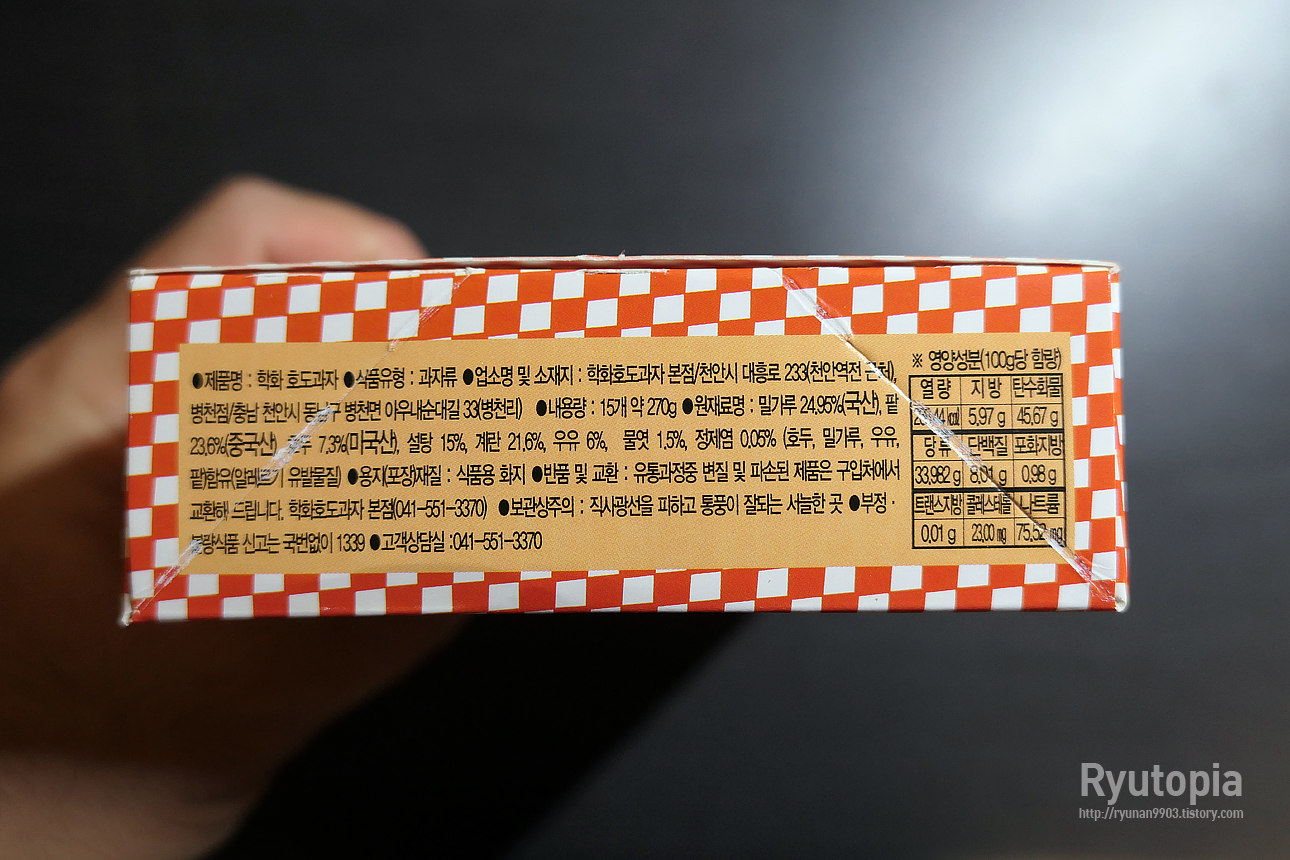 ●제품명 : 학화 호도과자 ●식품유형 : 과자류 ●업소명 및 소재지 : 학화호도과자 본점/천안시 대흥로 233(천안역전 근처),
병천점/충남 천안시 동남구 병천면 아우내순대길 33(병천리) ●내용량 : 15개 약 270g ●원재료명 : 밀가루 24.95%(국산), 팥
23.6%(중국산), 호두 7.3%(미국산), 설탕 15%, 계란 21.6%, 우유 6%, 물엿 1.5%, 정제염 0.05% (호두, 밀가루, 우유,
팥)함유(알레르기 유발물질) ●용지(포장)재질 : 식품용 화지 ●반품 및 교환 : 유통과정중 변질 및 파손된 제품은 구입처에서
교환해 드립니다. 학화호도과자 본점(041-551-3370) ●보관상주의 : 직사광선을 피하고 통풍이 잘되는 서늘한 곳 ●부정 ·
불량식품 신고는 국번없이 1339 ●고객상담실 :041-551-3370
※ 영양성분(100g당 함량)
열량 지방 탄수화물
5.97 g 45.67 g
당류 단백질 포화지방
33.982 g 8.01 g 0.98 g
트랜스지방 콜레스테롤 나트륨
0.01 g 23.00 mg 75.52 mg
Ryutopia
http://ryunan9903.tistory.com